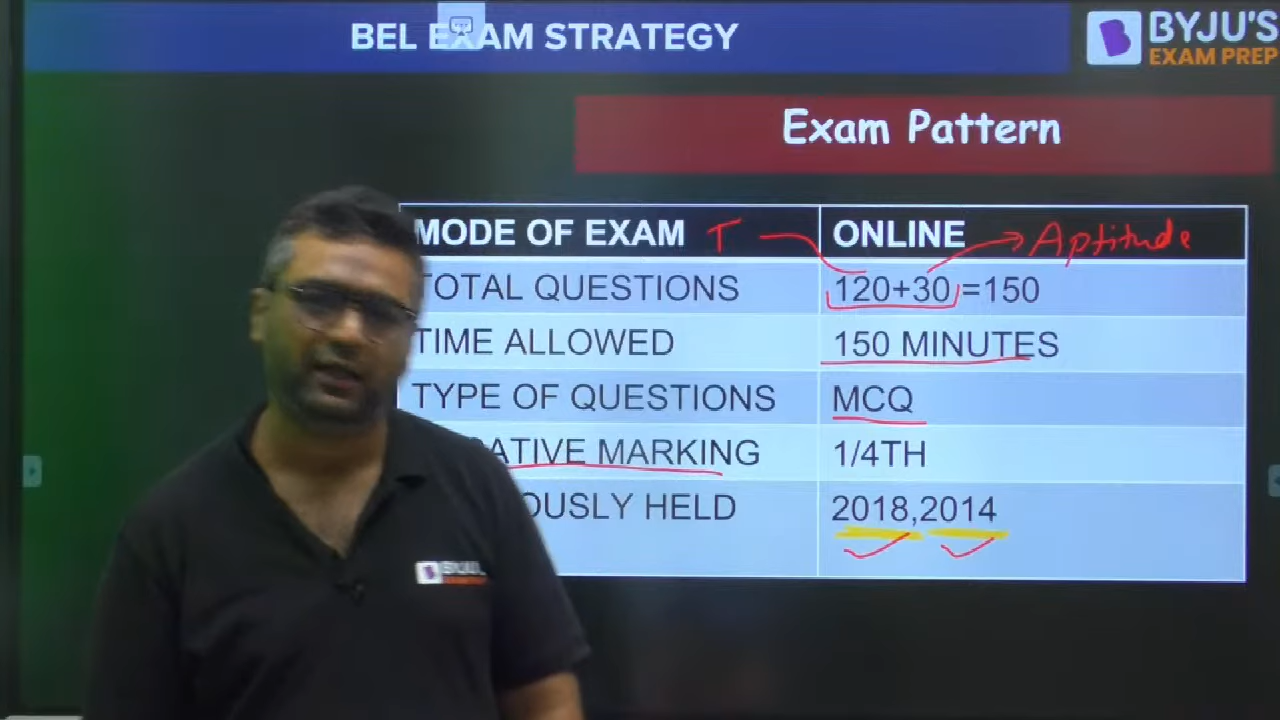 BEL EXAM STRATEGY
BYJU'S
EXAM PREP
Exam Pattern
MODE OF EXAM T ONLINE Aptitude
TOTAL QUESTIONS 120+30 =150
TIME ALLOWED 150 MINUTES
TYPE OF QUESTIONS MCQ
ATIVE MARKING 1/4TH
OUSLY HELD 2018,2014
BYJU'S